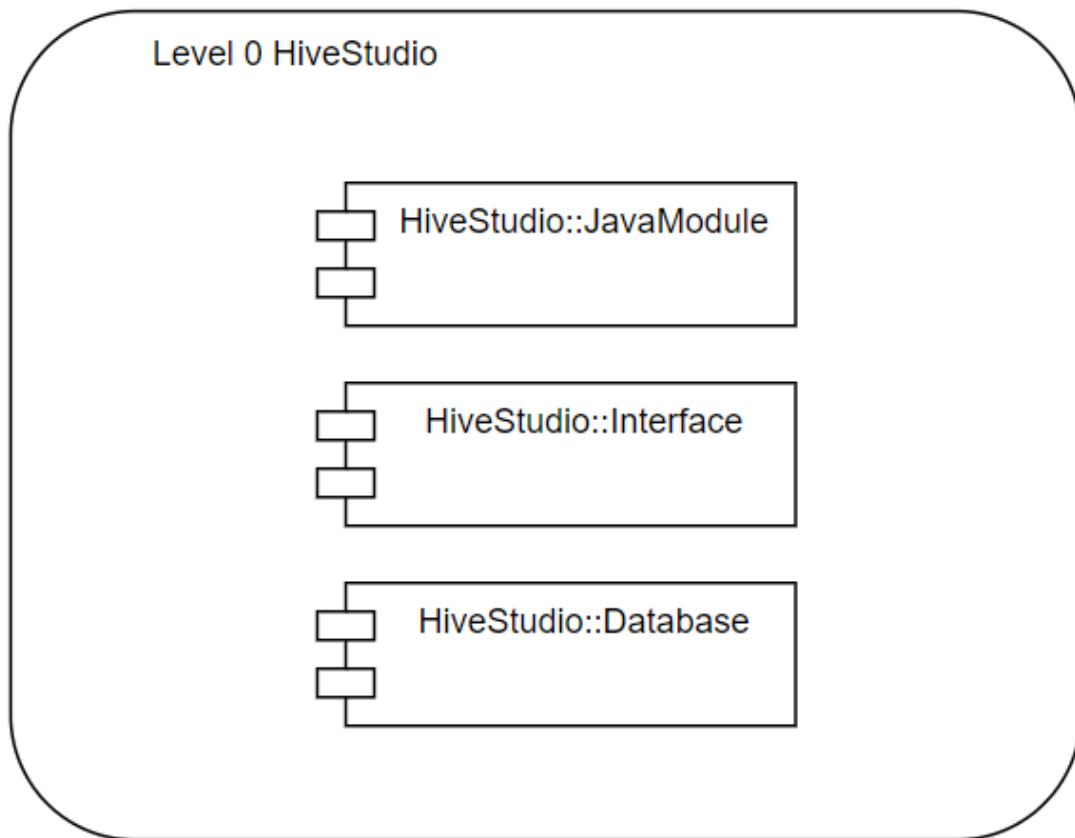 Level 0 HiveStudio
HiveStudio::JavaModule
HiveStudio::Interface
HiveStudio::Database